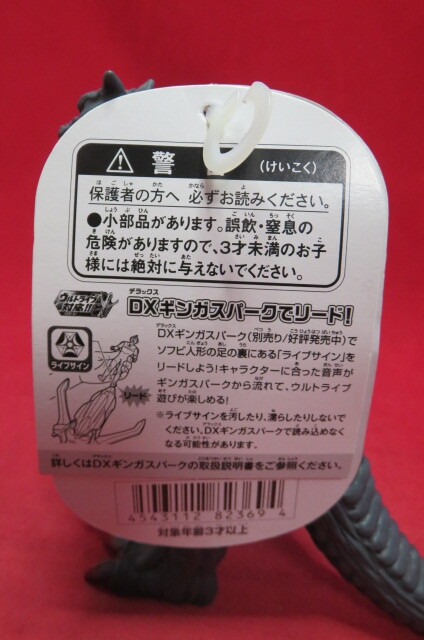 警 (けいこく)
保護者の方へ 必ずお読みください。
●小部品があります。誤飲・窒息の
危険がありますので、3才未満のお子
様には絶対に与えないでください。
ウルトライブ
対応!!
デラックス
DXギンガスパークでリード!
DXギンガスパーク(別売り/好評発売中)で
ソフビ人形の足の裏にある「ライブサイン」を
リードしよう!キャラクターに合った音声が
ギンガスパークから流れて、ウルトライブ
遊びが楽しめる!
ライブサイン
リード
※ライブサインを汚したり、濡らしたりしないで
ください。DXギンガスパークで読み込めなく
なる可能性があります。
詳しくはDXギンガスパークの取扱説明書をご参照ください。
4543112 82369 4
対象年齢3才以上